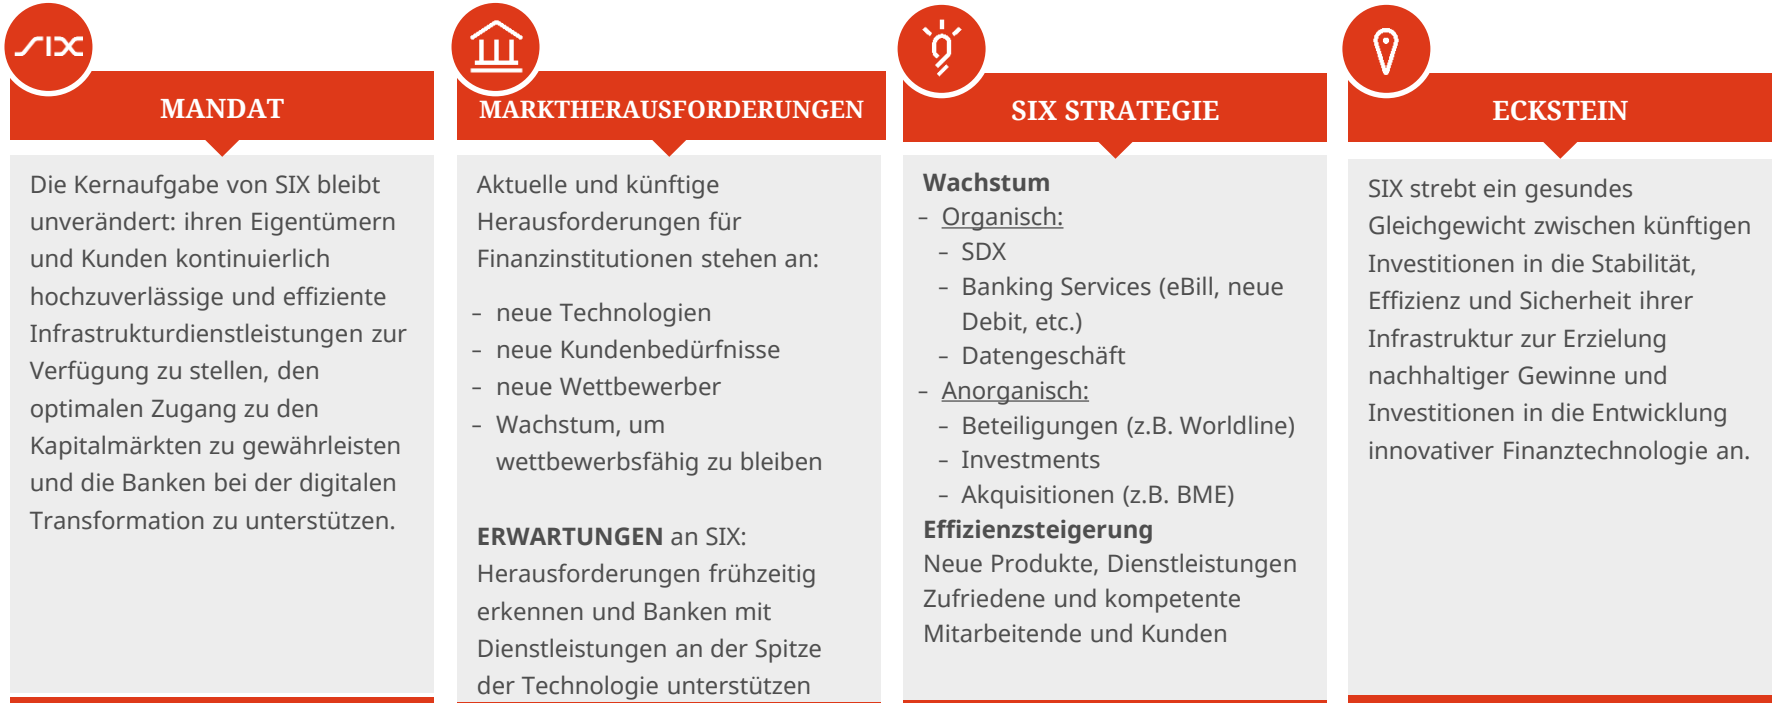 SIX
MANDAT
Die Kernaufgabe von SIX bleibt
unverändert: ihren Eigentümern
und Kunden kontinuierlich
hochzuverlässige und effiziente
Infrastrukturdienstleistungen zur
Verfügung zu stellen, den
optimalen Zugang zu den
Kapitalmärkten zu gewährleisten
und die Banken bei der digitalen
Transformation zu unterstützen.
MARKTHERAUSFORDERUNGEN
Aktuelle und künftige
Herausforderungen für
Finanzinstitutionen stehen an:
– neue Technologien
– neue Kundenbedürfnisse
– neue Wettbewerber
– Wachstum, um
wettbewerbsfähig zu bleiben
ERWARTUNGEN an SIX:
Herausforderungen frühzeitig
erkennen und Banken mit
Dienstleistungen an der Spitze
der Technologie unterstützen
SIX STRATEGIE
Wachstum
– Organisch:
– SDX
– Banking Services (eBill, neue
Debit, etc.)
– Datengeschäft
– Anorganisch:
– Beteiligungen (z.B. Worldline)
– Investments
– Akquisitionen (z.B. BME)
Effizienzsteigerung
Neue Produkte, Dienstleistungen
Zufriedene und kompetente
Mitarbeitende und Kunden
ECKSTEIN
SIX strebt ein gesundes
Gleichgewicht zwischen künftigen
Investitionen in die Stabilität,
Effizienz und Sicherheit ihrer
Infrastruktur zur Erzielung
nachhaltiger Gewinne und
Investitionen in die Entwicklung
innovativer Finanztechnologie an.